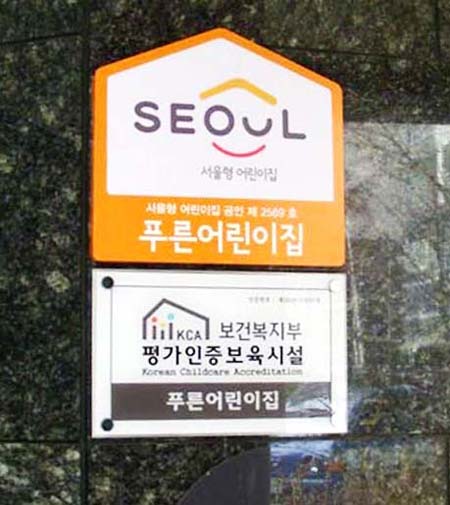 SEOUL
서울형 어린이집
서울형 어린이집 공인 제 2569 호
푸른어린이집
KCA 보건복지부
평가인증보육시설
Korean Childcare Accreditation
푸른어린이집